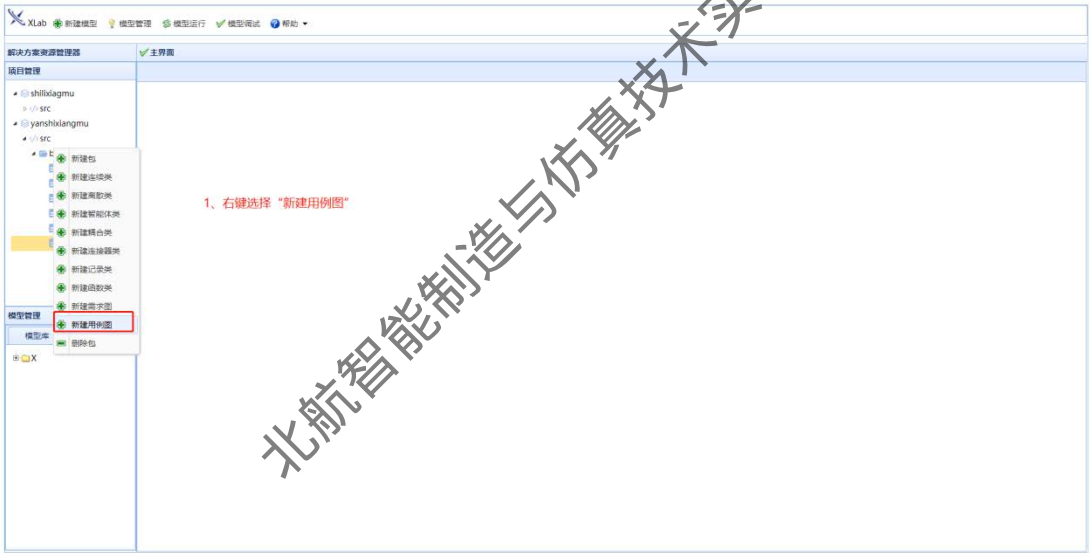 XLab 新建模型 模型管理 模型运行 模型调试 帮助
解决方案资源管理器 主界面
项目管理
shilixiagmu
src
yanshixiangmu
src
新建包
新建连续类
新建离散类
新建智能体类
新建耦合类
新建连接器类
新建记录类
新建函数类
新建需求图
新建用例图
删除包
1、右键选择“新建用例图”
模型管理
模型库
X
北航智能制造与仿真技术实